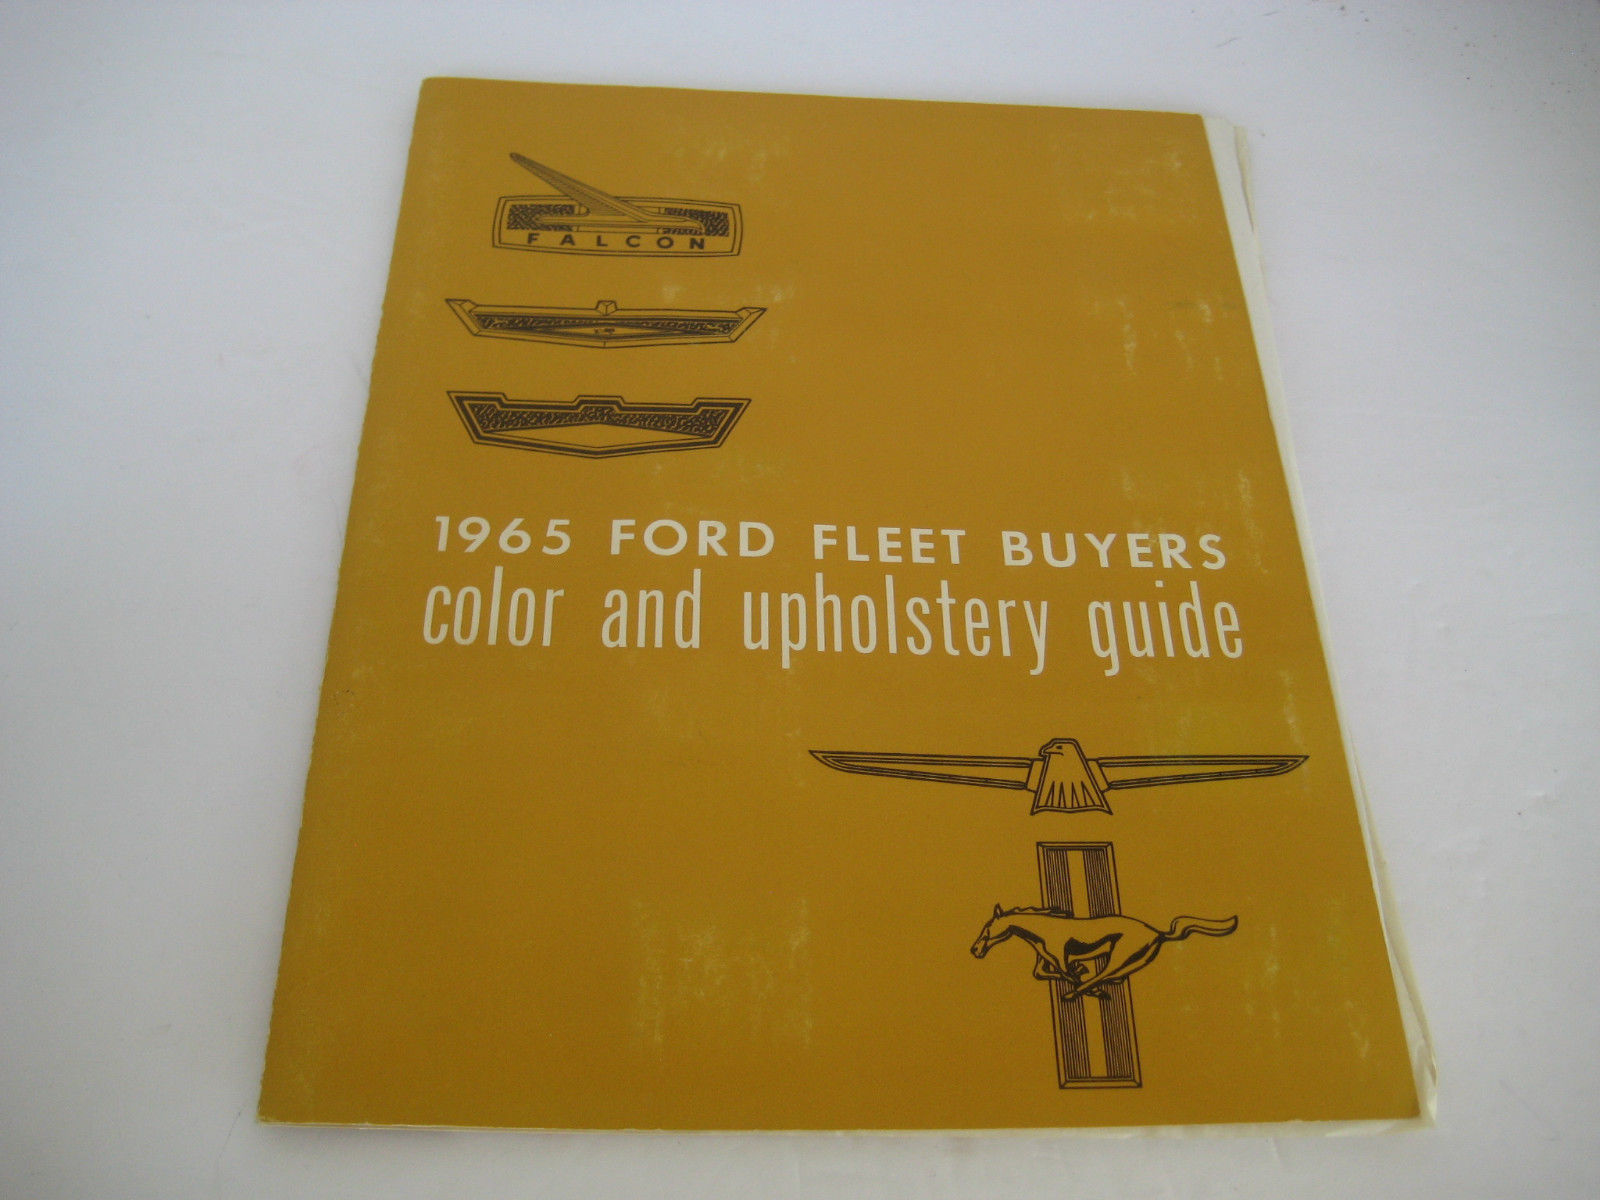 FALCON
1965 FORD FLEET BUYERS
color and upholstery guide